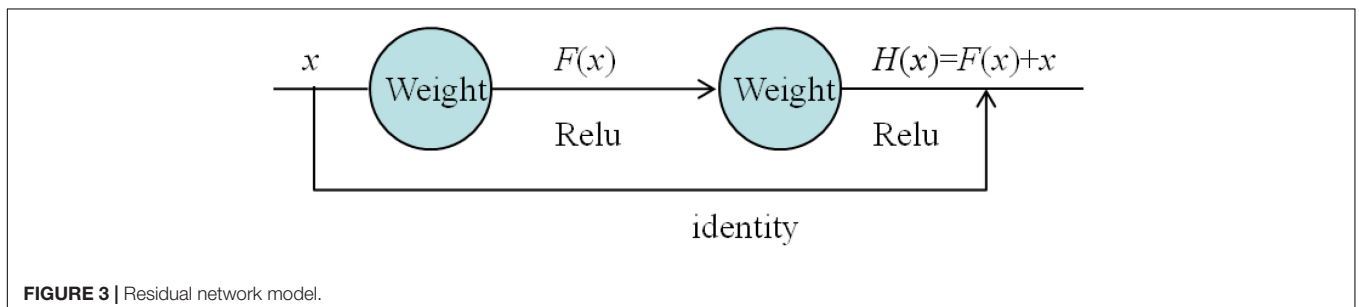 x
F(x)
H(x)=F(x)+x
Weight
Weight
Relu
Relu
identity
FIGURE 3 | Residual network model.